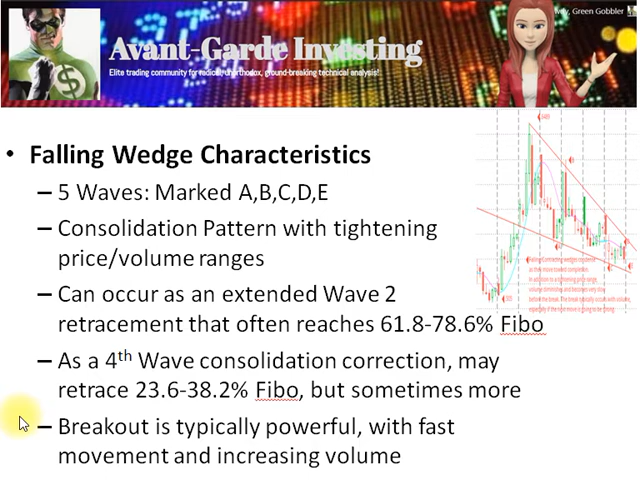 Howdy, Green Gobbler
Avant-Garde Investing
Elite trading community for radical, unorthodox, ground-breaking technical analysis!
$
• Falling Wedge Characteristics
– 5 Waves: Marked A,B,C,D,E
– Consolidation Pattern with tightening
price/volume ranges
– Can occur as an extended Wave 2
retracement that often reaches 61.8-78.6% Fibo
– As a 4th Wave consolidation correction, may
retrace 23.6-38.2% Fibo, but sometimes more
– Breakout is typically powerful, with fast
movement and increasing volume